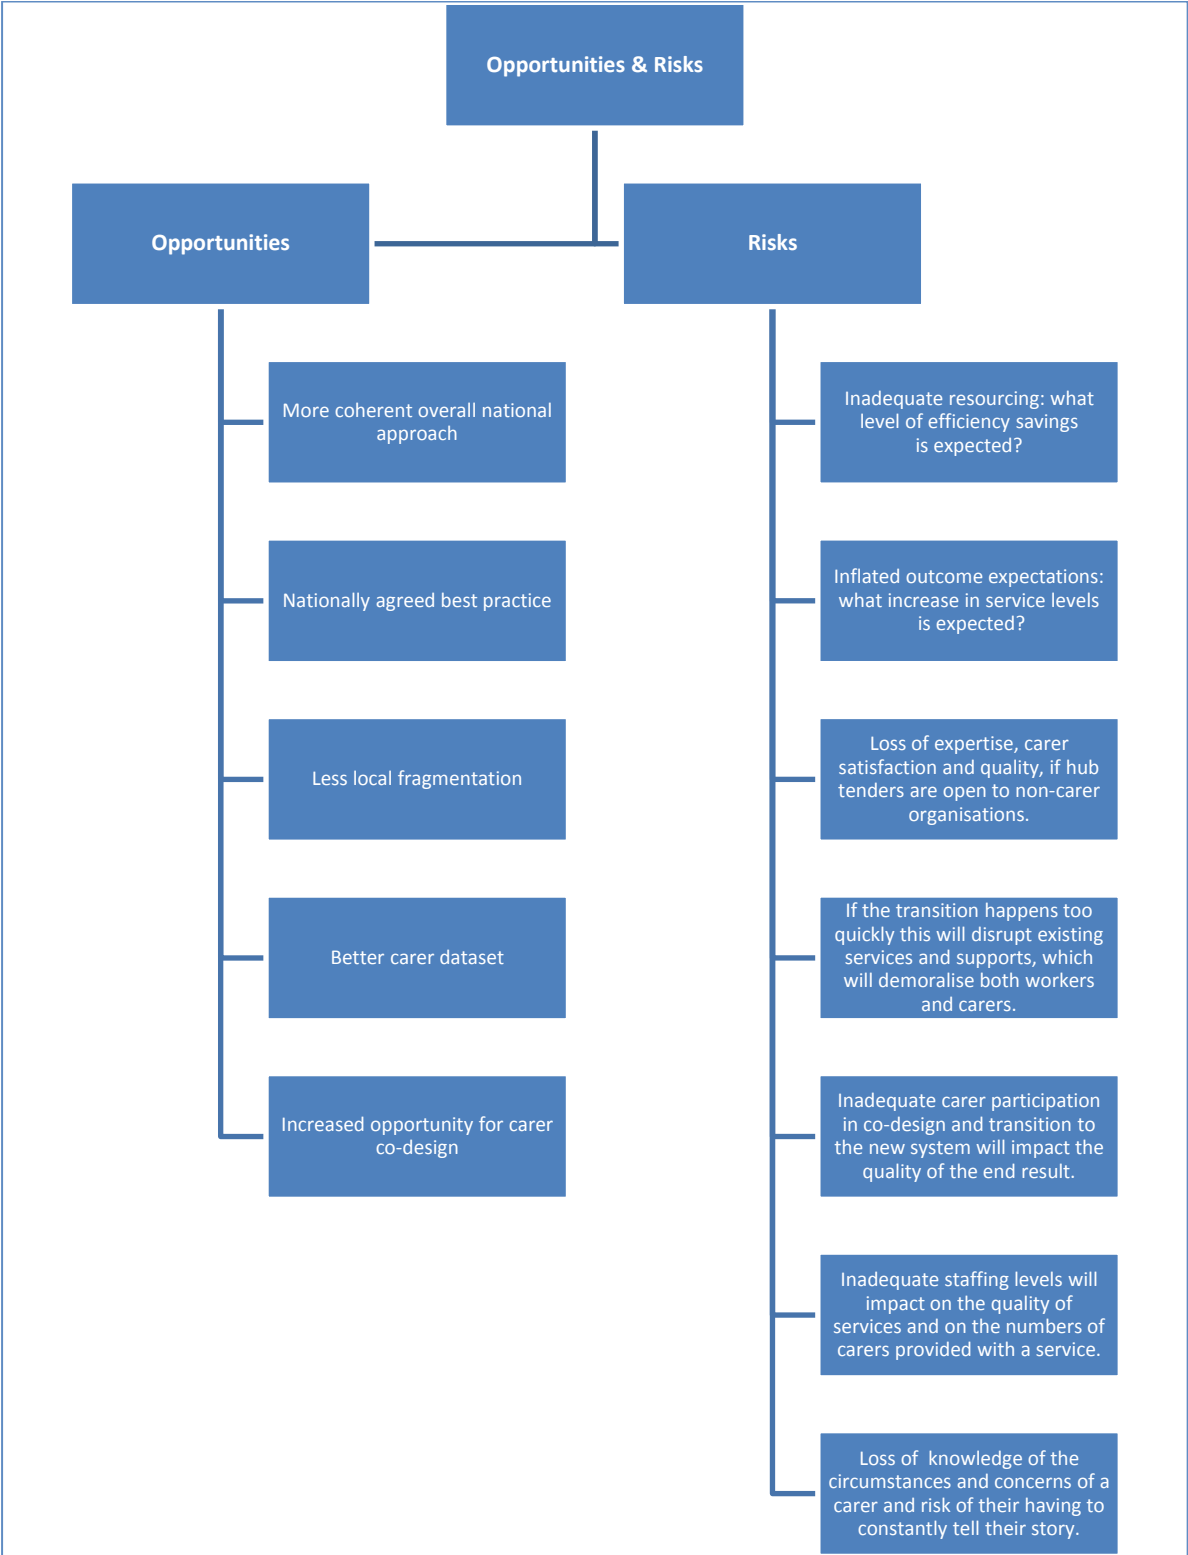 Opportunities & Risks
Opportunities
More coherent overall national
approach
Nationally agreed best practice
Less local fragmentation
Better carer dataset
Increased opportunity for carer
co-design
Risks
Inadequate resourcing: what
level of efficiency savings
is expected?
Inflated outcome expectations:
what increase in service levels
is expected?
Loss of expertise, carer
satisfaction and quality, if hub
tenders are open to non-carer
organisations.
If the transition happens too
quickly this will disrupt existing
services and supports, which
will demoralise both workers
and carers.
Inadequate carer participation
in co-design and transition to
the new system will impact the
quality of the end result.
Inadequate staffing levels will
impact on the quality of
services and on the numbers of
carers provided with a service.
Loss of  knowledge of the
circumstances and concerns of a
carer and risk of their having to
constantly tell their story.